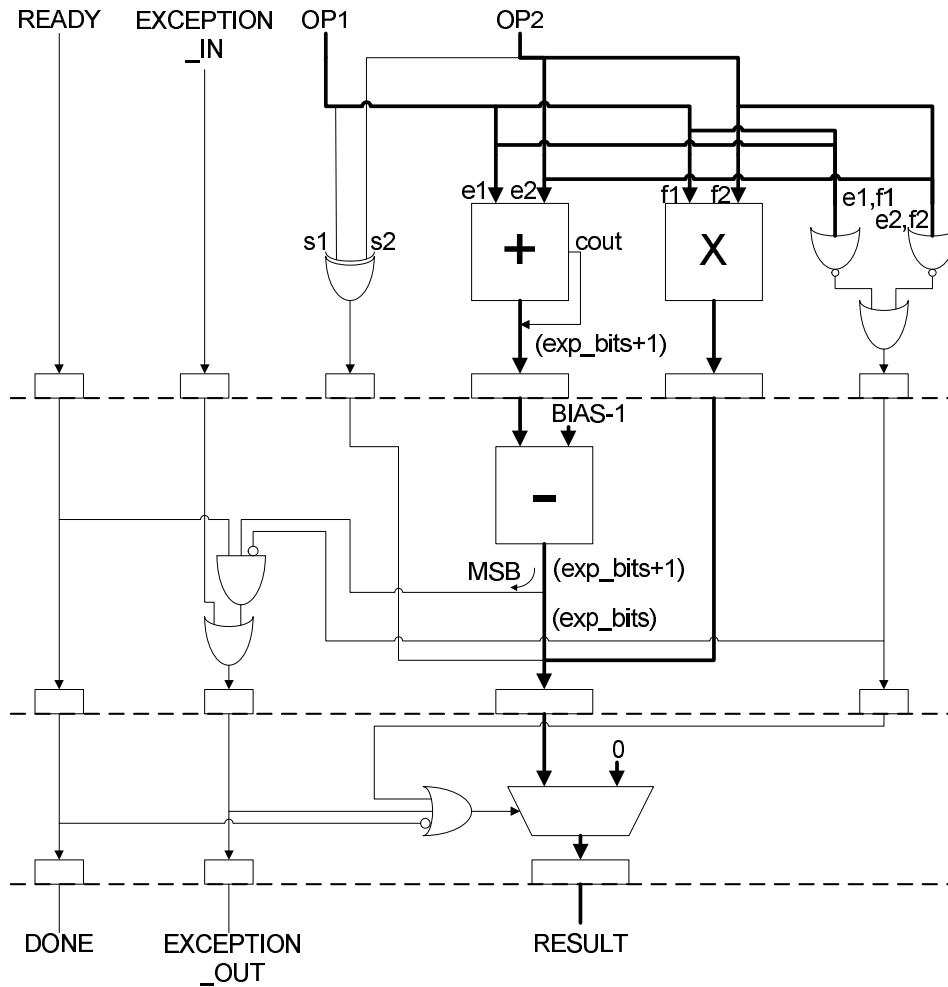 READY
EXCEPTION
_IN
OP1
OP2
e1
e2
f1
f2
e1,f1
e2,f2
s1
s2
+
cout
X
(exp_bits+1)
BIAS-1
-
MSB
(exp_bits+1)
(exp_bits)
0
DONE
EXCEPTION
_OUT
RESULT